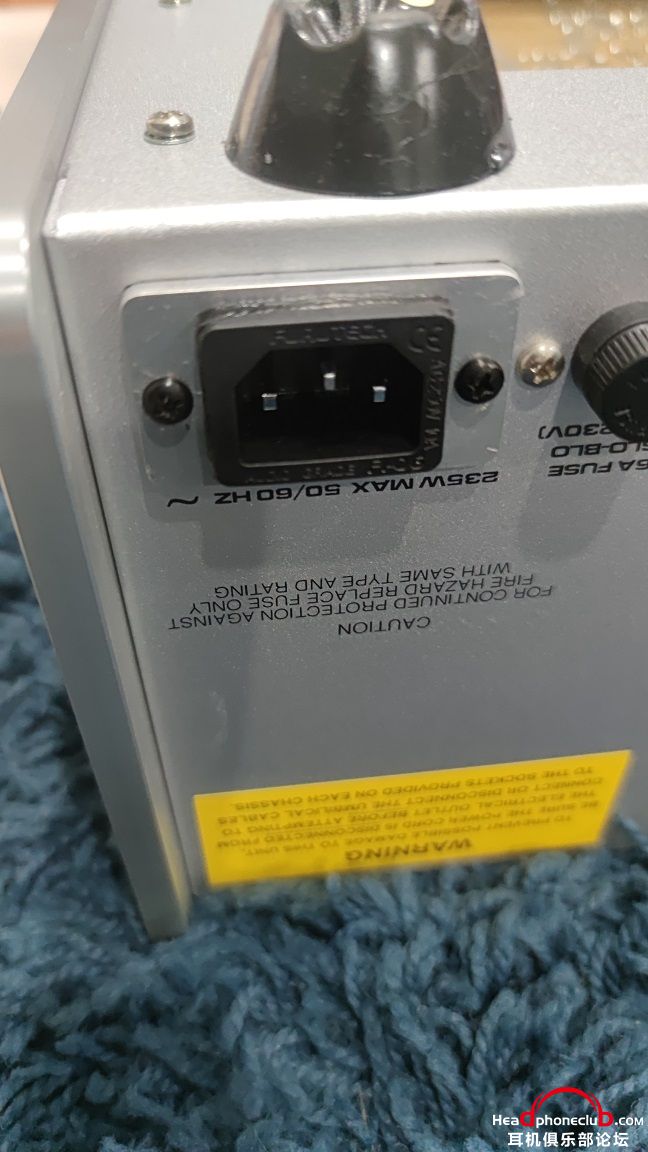 FURUTECH
AUDIO GRADE
235W MAX 50/60 HZ ~
6A FUSE
SLO-BLO
230V)
CAUTION
FOR CONTINUED PROTECTION AGAINST
FIRE HAZARD REPLACE FUSE ONLY
WITH SAME TYPE AND RATING
WARNING
TO PREVENT POSSIBLE DAMAGE TO THIS UNIT,
BE SURE THE POWER CORD IS DISCONNECTED FROM
THE ELECTRICAL OUTLET BEFORE ATTEMPTING TO
CONNECT OR DISCONNECT THE UMBILICAL CABLES
TO THE SOCKETS PROVIDED ON EACH CHASSIS.
Headphoneclub.COM
耳机俱乐部论坛